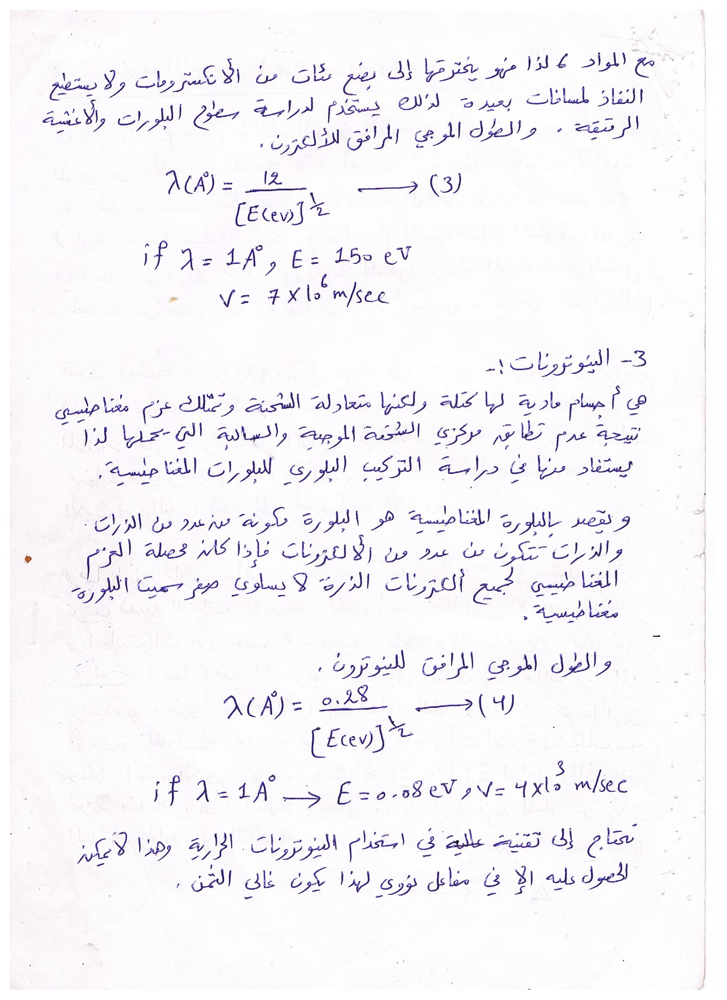 مع المواد ، لذا فهو يخترقها إلى بضع مئات من الأنكسترومات ولا يستطيع
النفاذ لمسافات بعيدة لذلك يستخدم لدراسة سطوح البلورات والأغشية
الرقيقة . والطول الموجي المرافق للألكترون .
λ(A°) = 12 / [E(ev)]^½ ⟶ (3)
if λ = 1A° , E = 150 eV
V = 7 × 10^6 m/sec
3- النيوترونات :-
هي أجسام مادية لها كتلة ولكنها متعادلة الشحنة وتمتلك عزم مغناطيسي
نتيجة عدم تطابق مركزي الشحنة الموجبة والسالبة التي يحملها لذا
يستفاد منها في دراسة التركيب البلوري للبلورات المغناطيسية .
ويقصد بالبلورة المغناطيسية هو البلورة مكونة من عدد من الذرات
والذرات تتكون من عدد من الألكترونات فإذا كان محصلة العزم
المغناطيسي لجميع ألكترونات الذرة لا يساوي صفر سميت البلورة
مغناطيسية .
والطول الموجي المرافق للنيوترون .
λ(A°) = 0.28 / [E(ev)]^½ ⟶ (4)
if λ = 1A° → E = 0.08 eV , V = 4×10^3 m/sec
نحتاج إلى تقنية عالية في استخدام النيوترونات الحرارية وهذا لا يمكن
الحصول عليه إلا في مفاعل نووي لهذا يكون غالي الثمن .